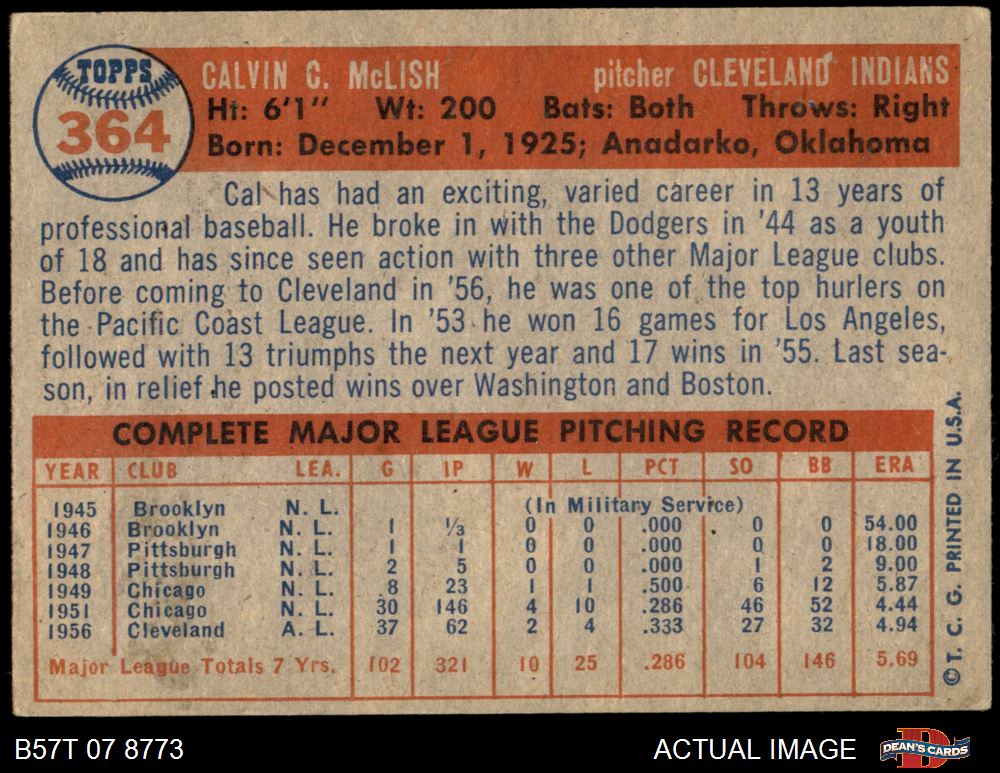 TOPPS
364
CALVIN C. McLISH pitcher CLEVELAND INDIANS
Ht: 6'1" Wt: 200 Bats: Both Throws: Right
Born: December 1, 1925; Anadarko, Oklahoma
Cal has had an exciting, varied career in 13 years of
professional baseball. He broke in with the Dodgers in '44 as a youth
of 18 and has since seen action with three other Major League clubs.
Before coming to Cleveland in '56, he was one of the top hurlers on
the Pacific Coast League. In '53 he won 16 games for Los Angeles,
followed with 13 triumphs the next year and 17 wins in '55. Last sea-
son, in relief he posted wins over Washington and Boston.
COMPLETE MAJOR LEAGUE PITCHING RECORD
YEAR CLUB LEA. G IP W L PCT SO BB ERA
1945 Brooklyn N. L. (In Military Service)
1946 Brooklyn N. L. 1 1/3 0 0 .000 0 0 54.00
1947 Pittsburgh N. L. 1 1 0 0 .000 0 0 18.00
1948 Pittsburgh N. L. 2 5 0 0 .000 1 2 9.00
1949 Chicago N. L. 8 23 1 1 .500 6 12 5.87
1951 Chicago N. L. 30 146 4 10 .286 46 52 4.44
1956 Cleveland A. L. 37 62 2 4 .333 27 32 4.94
Major League Totals 7 Yrs. 102 321 10 25 .286 104 146 5.69
©T. C. G. PRINTED IN U.S.A.
B57T 07 8773 ACTUAL IMAGE
DEAN'S CARDS